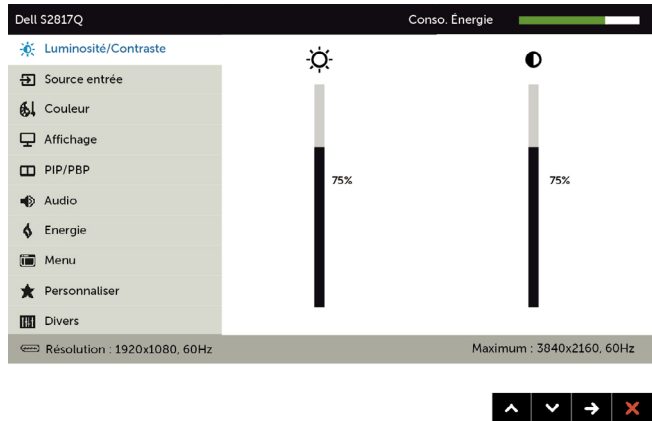 Dell S2817Q
Conso. Énergie
Luminosité/Contraste
Source entrée
Couleur
Affichage
PIP/PBP
Audio
Energie
Menu
Personnaliser
Divers
75%
75%
Résolution : 1920x1080, 60Hz
Maximum : 3840x2160, 60Hz